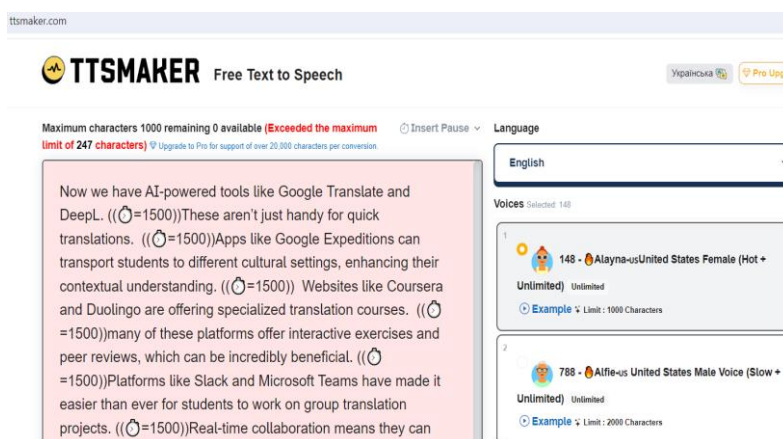 ttsmaker.com
TTSMAKER Free Text to Speech
Українська
Pro Upg
Maximum characters 1000 remaining 0 available (Exceeded the maximum
limit of 247 characters) Upgrade to Pro for support of over 20,000 characters per conversion.
Insert Pause
Now we have AI-powered tools like Google Translate and
DeepL. ((⏱=1500))These aren't just handy for quick
translations. ((⏱=1500))Apps like Google Expeditions can
transport students to different cultural settings, enhancing their
contextual understanding. ((⏱=1500)) Websites like Coursera
and Duolingo are offering specialized translation courses. ((⏱
=1500))many of these platforms offer interactive exercises and
peer reviews, which can be incredibly beneficial. ((⏱
=1500))Platforms like Slack and Microsoft Teams have made it
easier than ever for students to work on group translation
projects. ((⏱=1500))Real-time collaboration means they can
Language
English
Voices Selected: 148
1
148 - 🔥Alayna-usUnited States Female (Hot +
Unlimited) Unlimited
Example Limit : 1000 Characters
2
788 - 🔥Alfie-us United States Male Voice (Slow +
Unlimited) Unlimited
Example Limit : 2000 Characters